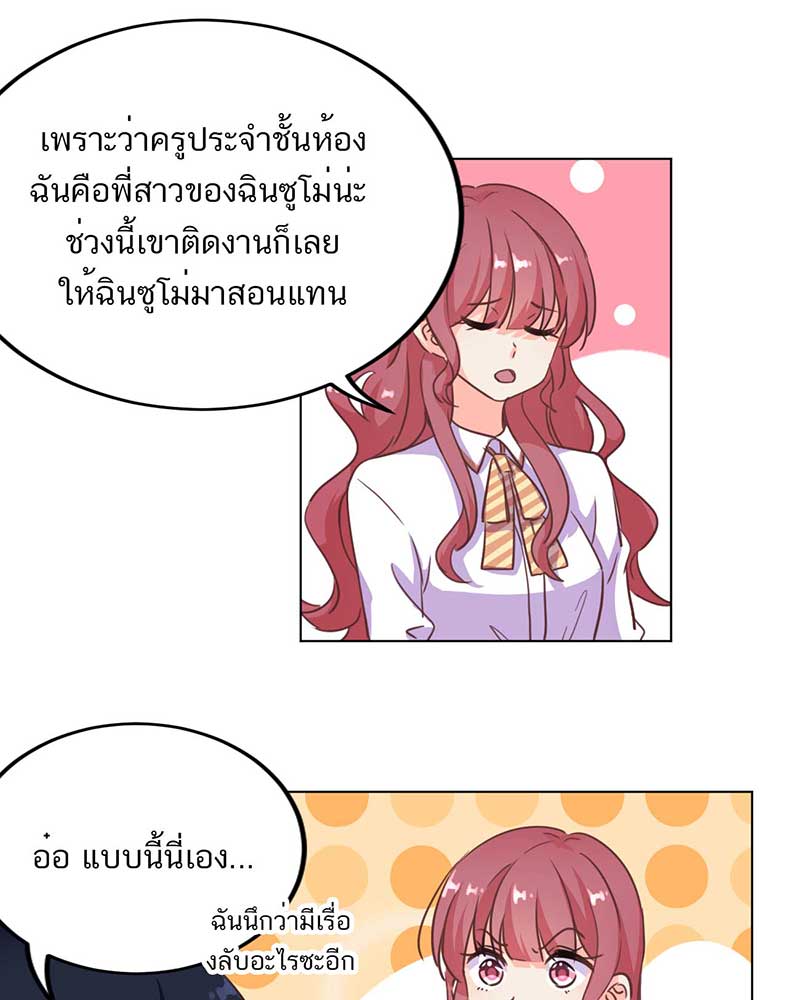 เพราะว่าครูประจำชั้นห้อง
ฉันคือพี่สาวของฉินซูโม่น่ะ
ช่วงนี้เขาติดงานก็เลย
ให้ฉินซูโม่มาสอนแทน
อ๋อ แบบนี้นี่เอง...
ฉันนึกว่ามีเรื่อ
งลับอะไรซะอีก